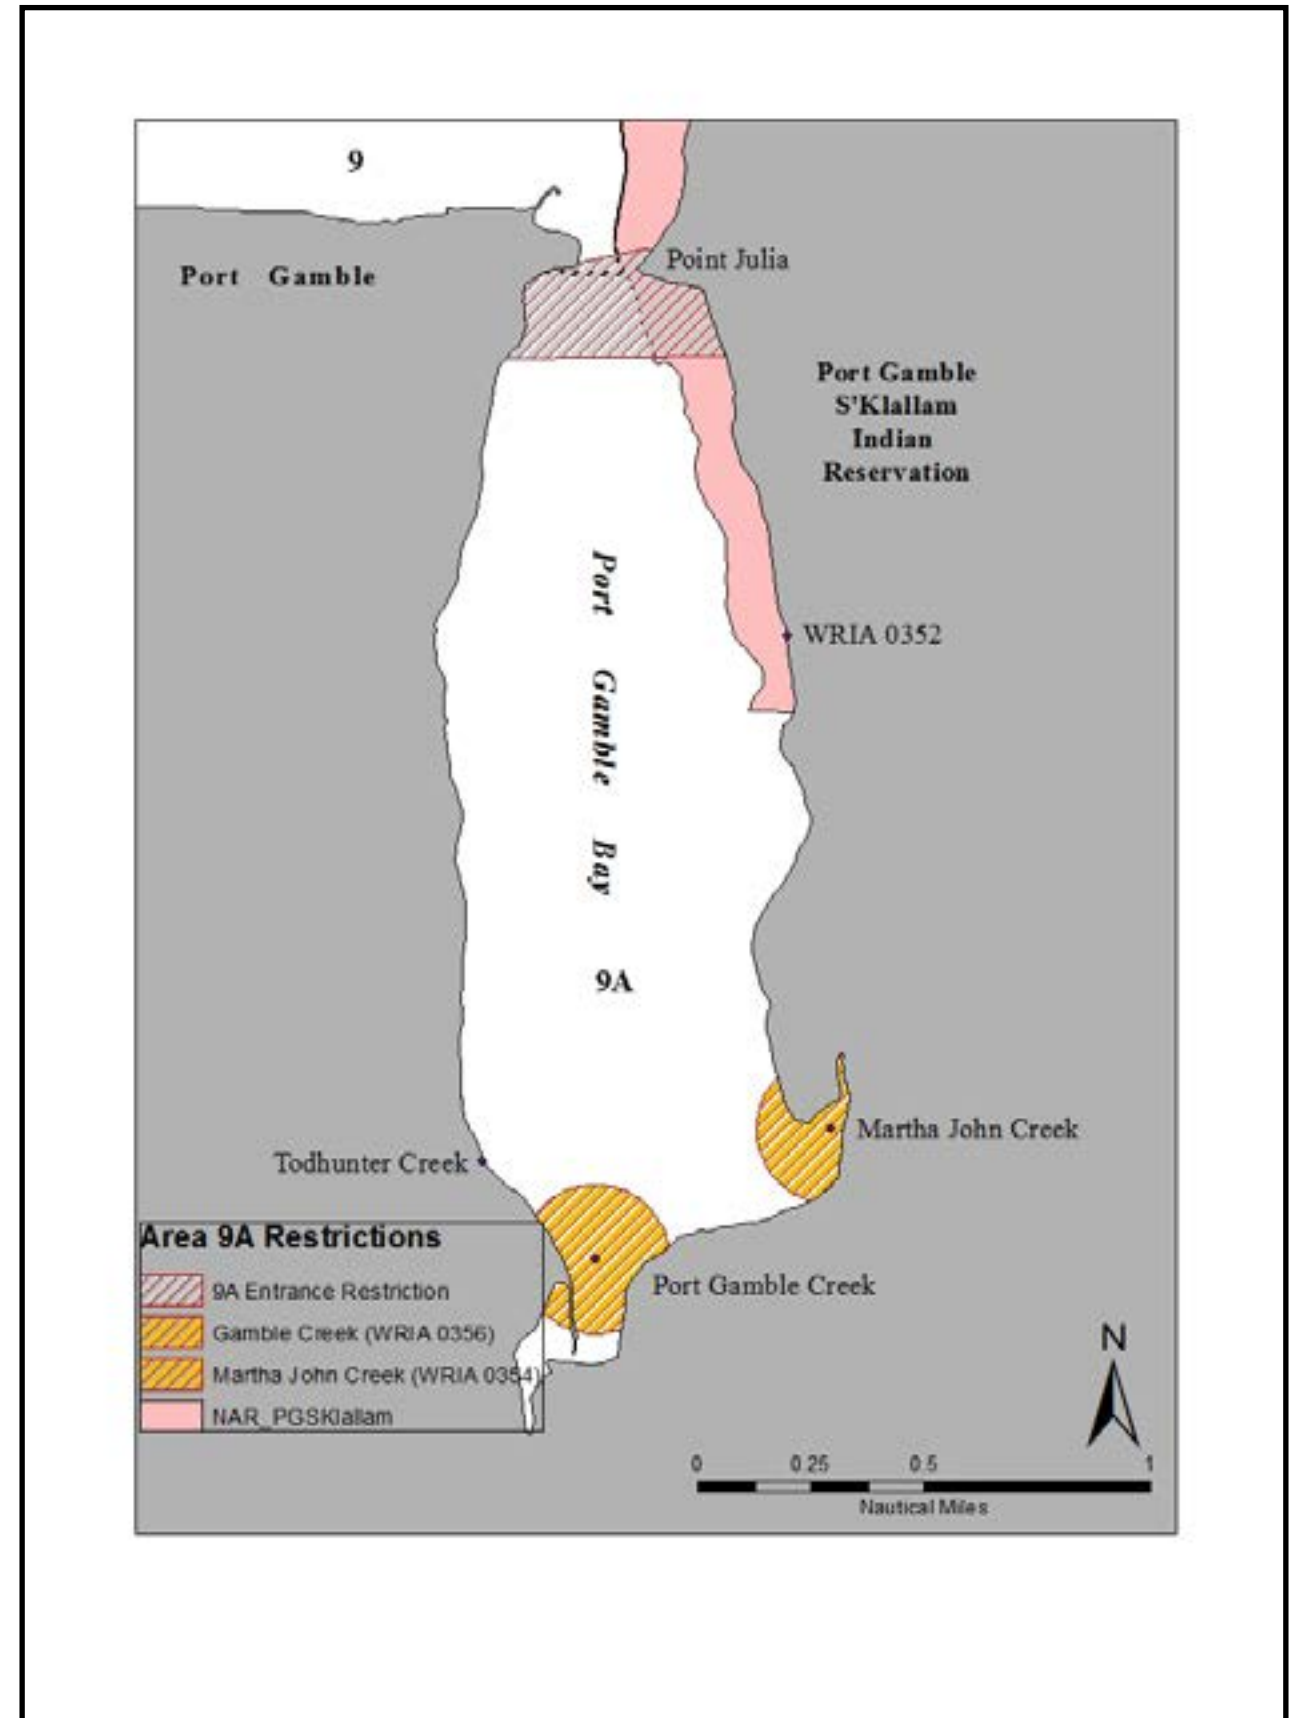 9
Port Gamble
Point Julia
Port Gamble
S'Klallam
Indian
Reservation
Port Gamble Bay
WRIA 0352
9A
Martha John Creek
Todhunter Creek
Port Gamble Creek
Area 9A Restrictions
9A Entrance Restriction
Gamble Creek (WRIA 0356)
Martha John Creek (WRIA 0354)
NAR_PGSKlallam
N
0 0.25 0.5 1
Nautical Miles